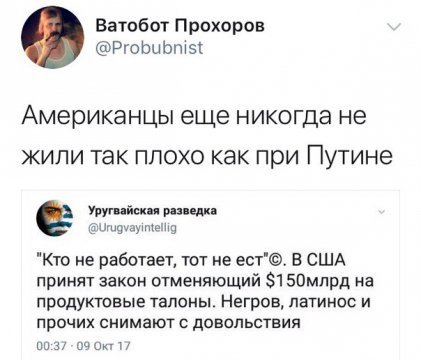 Ватобот Прохоров
@Probubnist
Американцы еще никогда не
жили так плохо как при Путине
Уругвайская разведка
@Urugvayintellig
"Кто не работает, тот не ест"©. В США
принят закон отменяющий $150млрд на
продуктовые талоны. Негров, латинос и
прочих снимают с довольствия
00:37 · 09 Окт 17